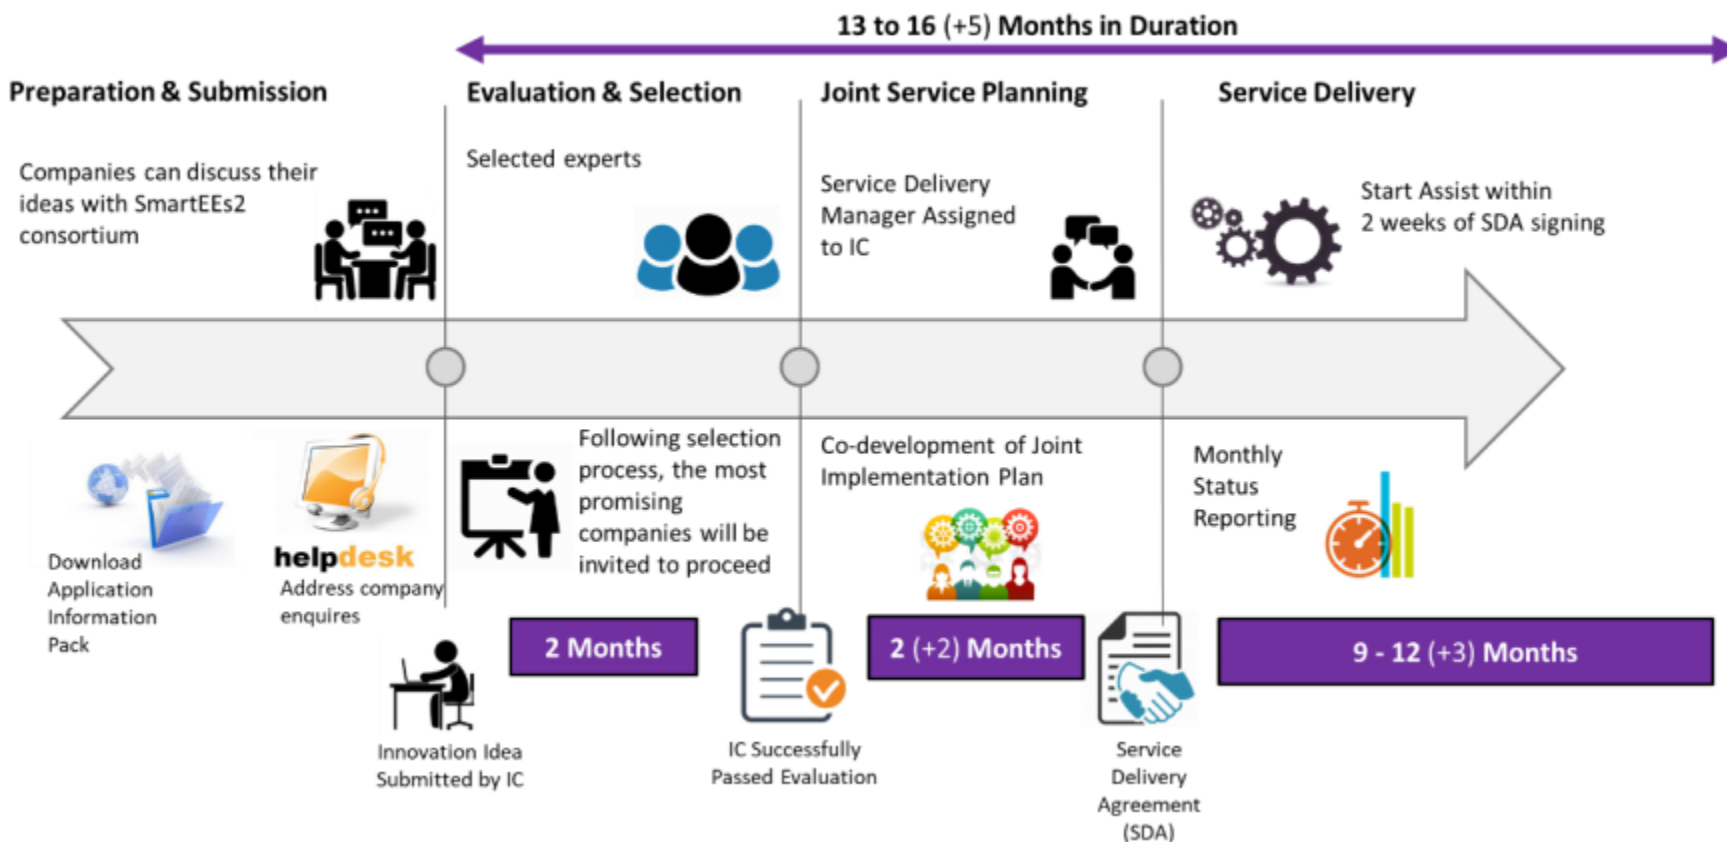 13 to 16 (+5) Months in Duration
Preparation & Submission
Evaluation & Selection
Joint Service Planning
Service Delivery
Companies can discuss their
ideas with SmartEEs2
consortium
Selected experts
Service Delivery
Manager Assigned
to IC
Start Assist within
2 weeks of SDA signing
Download
Application
Information
Pack
helpdesk
Address company
enquires
Following selection
process, the most
promising
companies will be
invited to proceed
Co-development of Joint
Implementation Plan
Monthly
Status
Reporting
2 Months
2 (+2) Months
9 - 12 (+3) Months
Innovation Idea
Submitted by IC
IC Successfully
Passed Evaluation
Service
Delivery
Agreement
(SDA)